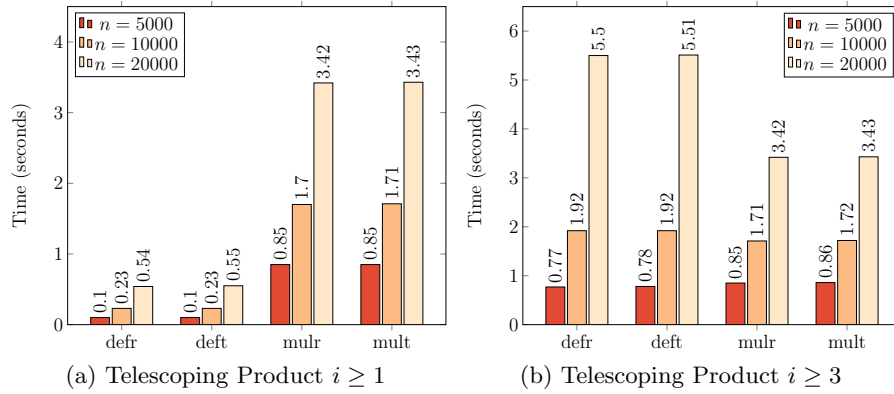 n = 5000
n = 10000
n = 20000
Time (seconds)
4
3
2
1
0
0.1
0.23
0.54
0.1
0.23
0.55
0.85
1.7
3.42
0.85
1.71
3.43
defr
deft
mulr
mult
(a) Telescoping Product i ≥ 1
n = 5000
n = 10000
n = 20000
Time (seconds)
6
5
4
3
2
1
0
0.77
1.92
5.5
0.78
1.92
5.51
0.85
1.71
3.42
0.86
1.72
3.43
defr
deft
mulr
mult
(b) Telescoping Product i ≥ 3